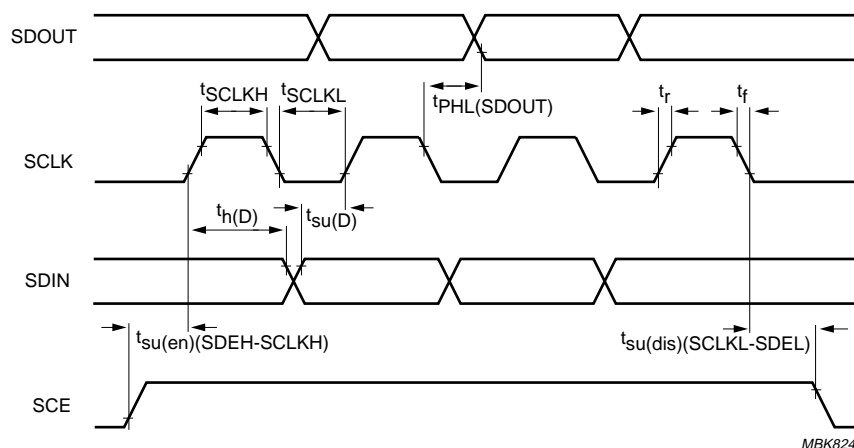 SDOUT
tSCLKH
tSCLKL
tPHL(SDOUT)
tr
tf
SCLK
th(D)
tsu(D)
SDIN
tsu(en)(SDEH-SCLKH)
tsu(dis)(SCLKL-SDEL)
SCE
MBK824